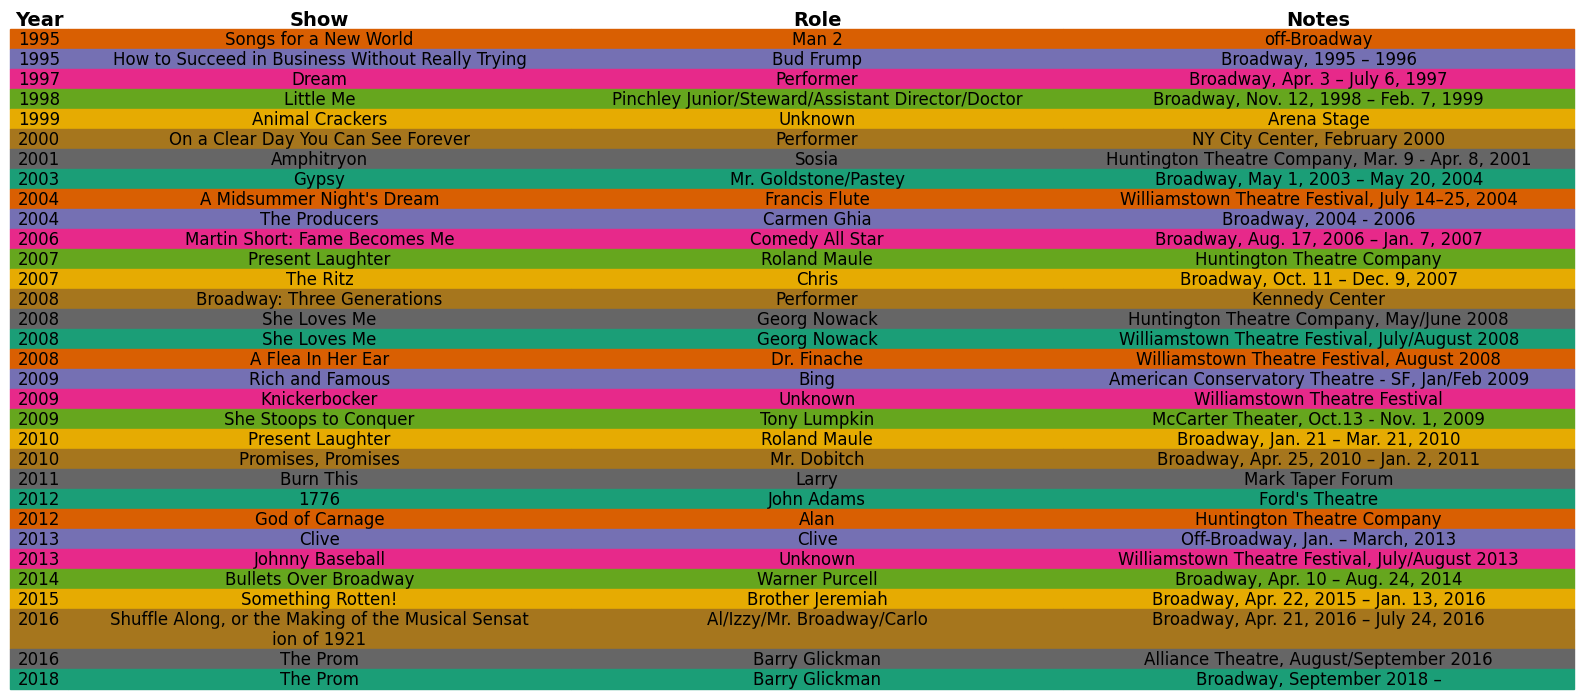 Year Show Role Notes
1995 Songs for a New World Man 2 off-Broadway
1995 How to Succeed in Business Without Really Trying Bud Frump Broadway, 1995 – 1996
1997 Dream Performer Broadway, Apr. 3 – July 6, 1997
1998 Little Me Pinchley Junior/Steward/Assistant Director/Doctor Broadway, Nov. 12, 1998 – Feb. 7, 1999
1999 Animal Crackers Unknown Arena Stage
2000 On a Clear Day You Can See Forever Performer NY City Center, February 2000
2001 Amphitryon Sosia Huntington Theatre Company, Mar. 9 - Apr. 8, 2001
2003 Gypsy Mr. Goldstone/Pastey Broadway, May 1, 2003 – May 20, 2004
2004 A Midsummer Night's Dream Francis Flute Williamstown Theatre Festival, July 14–25, 2004
2004 The Producers Carmen Ghia Broadway, 2004 - 2006
2006 Martin Short: Fame Becomes Me Comedy All Star Broadway, Aug. 17, 2006 – Jan. 7, 2007
2007 Present Laughter Roland Maule Huntington Theatre Company
2007 The Ritz Chris Broadway, Oct. 11 – Dec. 9, 2007
2008 Broadway: Three Generations Performer Kennedy Center
2008 She Loves Me Georg Nowack Huntington Theatre Company, May/June 2008
2008 She Loves Me Georg Nowack Williamstown Theatre Festival, July/August 2008
2008 A Flea In Her Ear Dr. Finache Williamstown Theatre Festival, August 2008
2009 Rich and Famous Bing American Conservatory Theatre - SF, Jan/Feb 2009
2009 Knickerbocker Unknown Williamstown Theatre Festival
2009 She Stoops to Conquer Tony Lumpkin McCarter Theater, Oct.13 - Nov. 1, 2009
2010 Present Laughter Roland Maule Broadway, Jan. 21 – Mar. 21, 2010
2010 Promises, Promises Mr. Dobitch Broadway, Apr. 25, 2010 – Jan. 2, 2011
2011 Burn This Larry Mark Taper Forum
2012 1776 John Adams Ford's Theatre
2012 God of Carnage Alan Huntington Theatre Company
2013 Clive Clive Off-Broadway, Jan. – March, 2013
2013 Johnny Baseball Unknown Williamstown Theatre Festival, July/August 2013
2014 Bullets Over Broadway Warner Purcell Broadway, Apr. 10 – Aug. 24, 2014
2015 Something Rotten! Brother Jeremiah Broadway, Apr. 22, 2015 – Jan. 13, 2016
2016 Shuffle Along, or the Making of the Musical Sensat Al/Izzy/Mr. Broadway/Carlo Broadway, Apr. 21, 2016 – July 24, 2016
ion of 1921
2016 The Prom Barry Glickman Alliance Theatre, August/September 2016
2018 The Prom Barry Glickman Broadway, September 2018 –